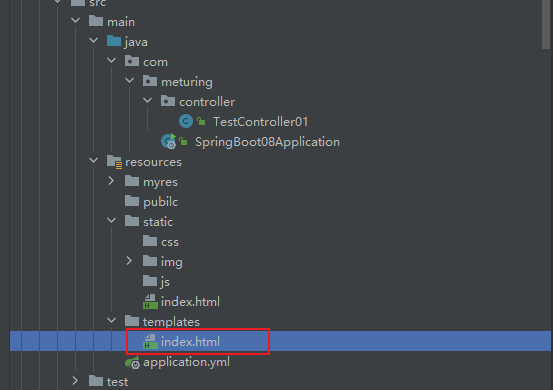 src
main
java
com
meturing
controller
TestController01
SpringBoot08Application
resources
myres
pubilc
static
css
img
js
index.html
templates
index.html
application.yml
test